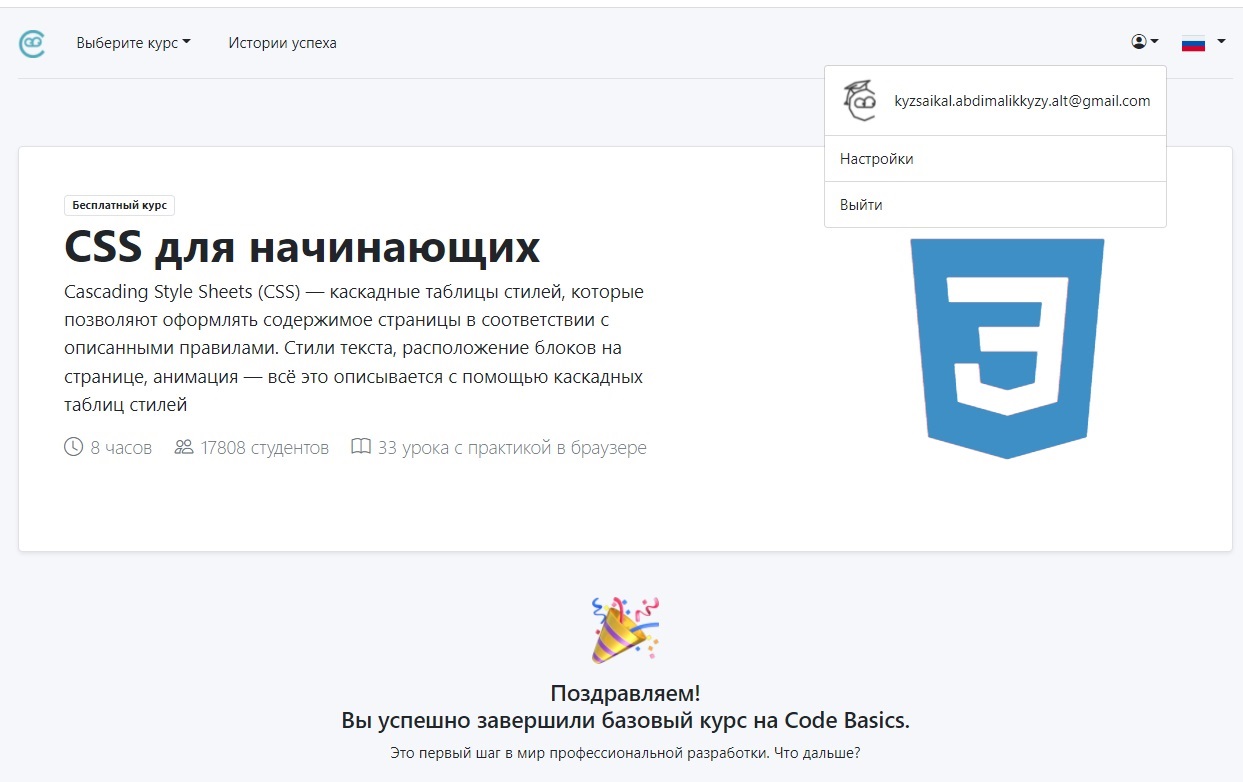 Выберите курс
Истории успеха
kyzsaikal.abdimalikkyzy.alt@gmail.com
Настройки
Выйти
Бесплатный курс
CSS для начинающих
Cascading Style Sheets (CSS) — каскадные таблицы стилей, которые
позволяют оформлять содержимое страницы в соответствии с
описанными правилами. Стили текста, расположение блоков на
странице, анимация — всё это описывается с помощью каскадных
таблиц стилей
8 часов
17808 студентов
33 урока с практикой в браузере
Поздравляем!
Вы успешно завершили базовый курс на Code Basics.
Это первый шаг в мир профессиональной разработки. Что дальше?